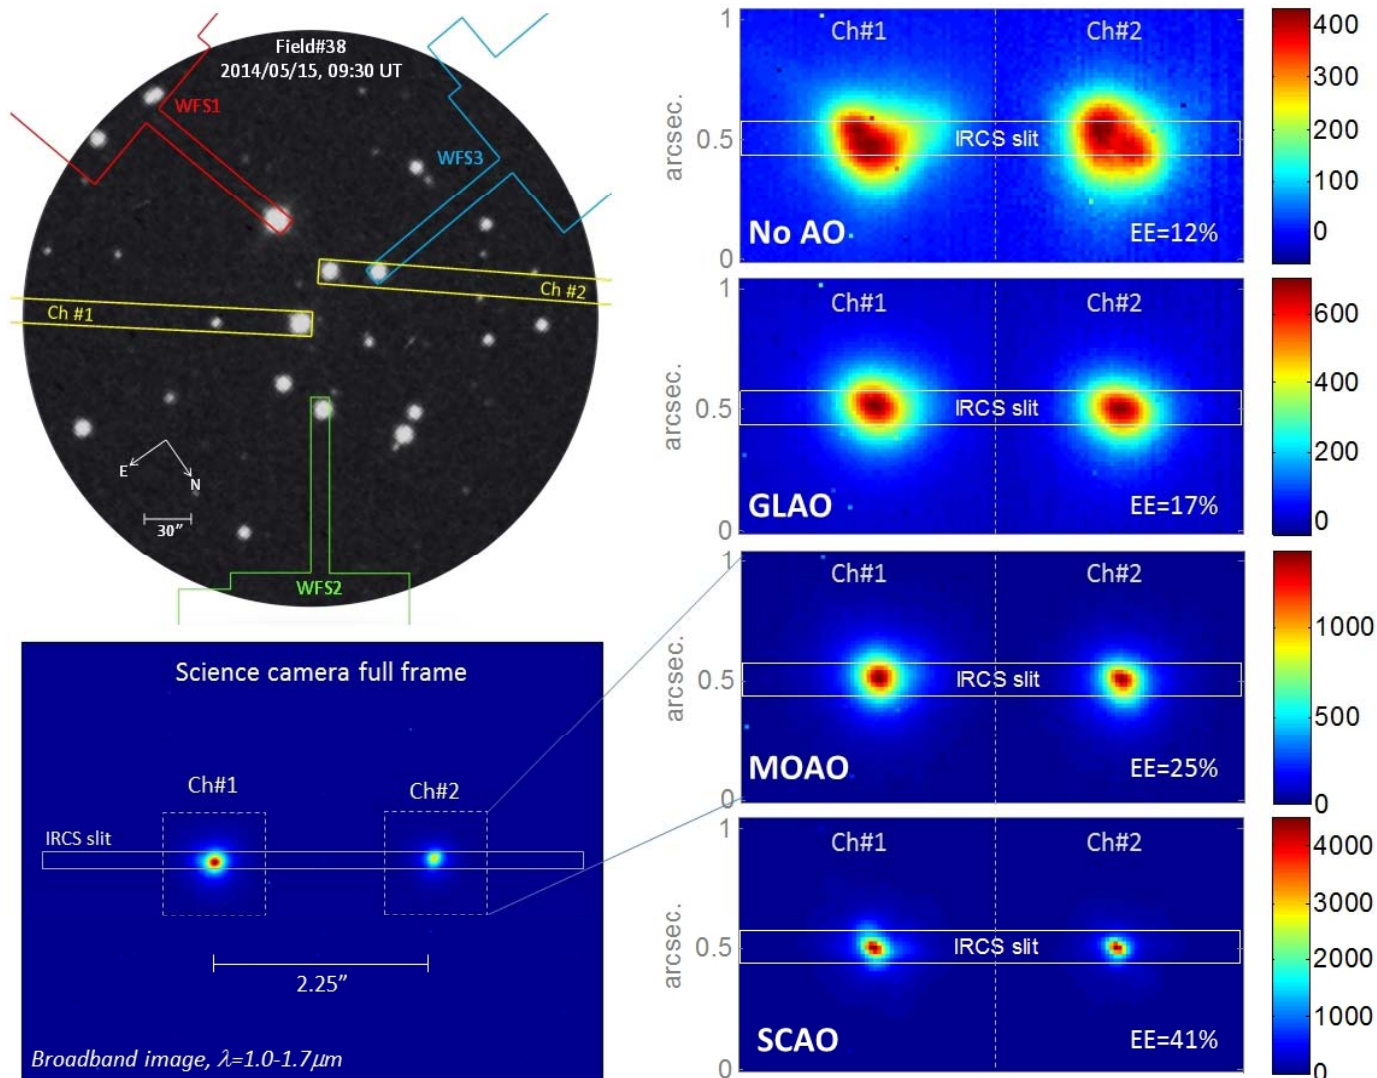 Field#38
2014/05/15, 09:30 UT
WFS1
WFS3
Ch #2
Ch #1
E
N
30”
WFS2
Science camera full frame
Ch#1
Ch#2
IRCS slit
2.25”
Broadband image, λ=1.0-1.7µm
Ch#1
Ch#2
arcsec.
1
0.5
0
IRCS slit
No AO
EE=12%
400
300
200
100
0
Ch#1
Ch#2
arcsec.
1
0.5
0
IRCS slit
GLAO
EE=17%
600
400
200
0
Ch#1
Ch#2
arcsec.
1
0.5
0
IRCS slit
MOAO
EE=25%
1000
500
0
Ch#1
Ch#2
arcsec.
1
0.5
0
IRCS slit
SCAO
EE=41%
4000
3000
2000
1000
0